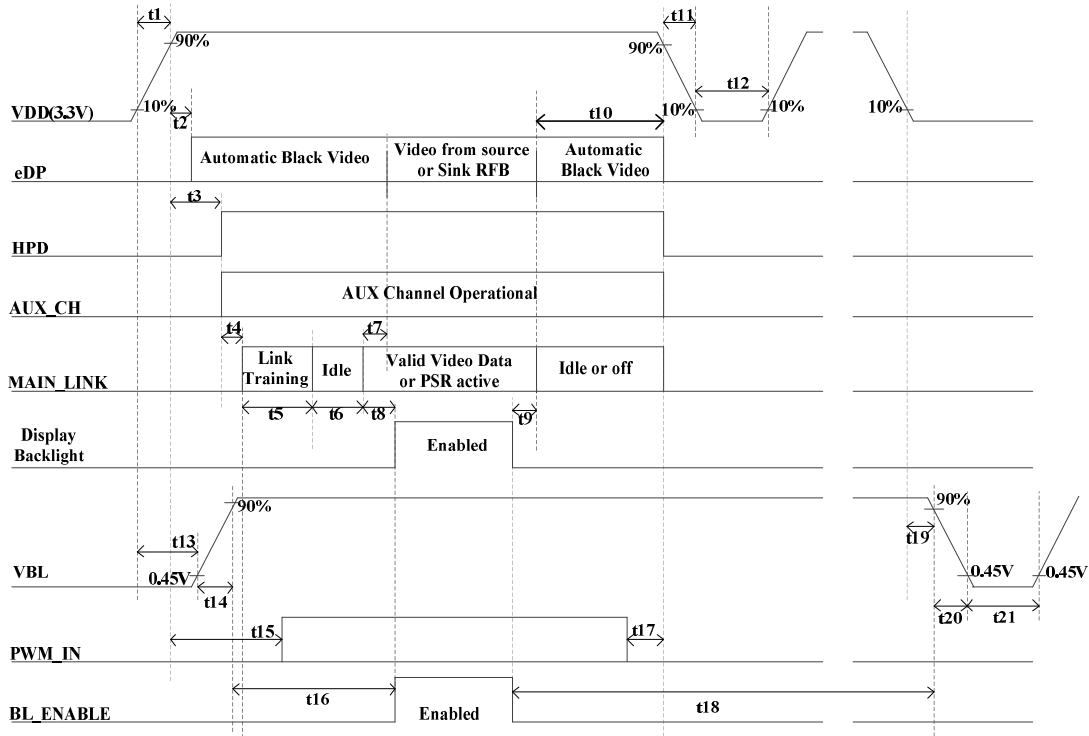 t1
t11
90%
90%
t12
VDD(3.3V)
10%
10%
10%
10%
t2
t10
eDP
Automatic Black Video
Video from source
or Sink RFB
Automatic
Black Video
t3
HPD
AUX_CH
AUX Channel Operational
t4
t7
MAIN_LINK
Link
Training
Idle
Valid Video Data
or PSR active
Idle or off
t5
t6
t8
t9
Display
Backlight
Enabled
90%
90%
t13
t19
VBL
0.45V
0.45V
0.45V
t14
t20
t21
t15
t17
PWM_IN
t16
t18
BL_ENABLE
Enabled